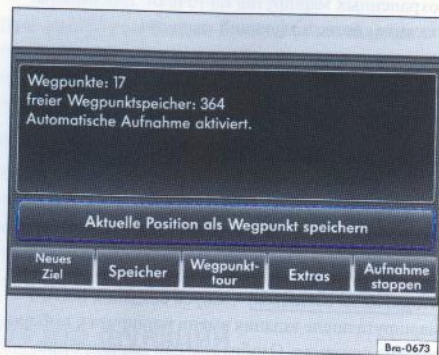 Wegpunkte: 17
freier Wegpunktspeicher: 364
Automatische Aufnahme aktiviert.
Aktuelle Position als Wegpunkt speichern
Neues
Ziel
Speicher
Wegpunkt-
tour
Extras
Aufnahme
stoppen
Bra-0673